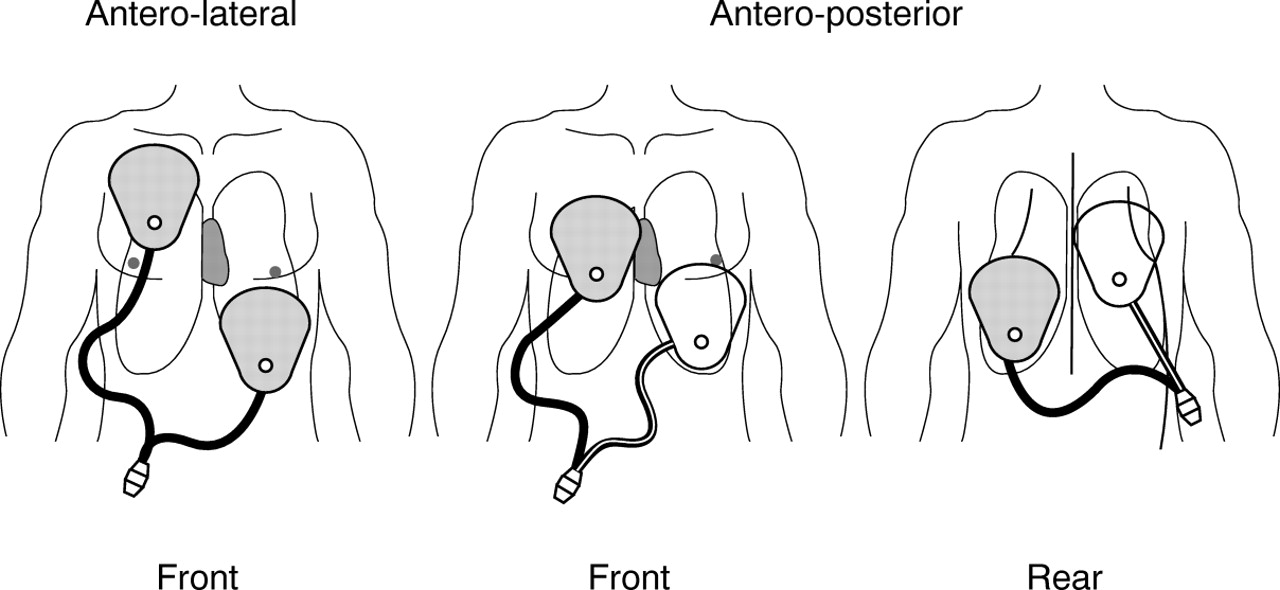 Antero-lateral
Antero-posterior
Front
Front
Rear